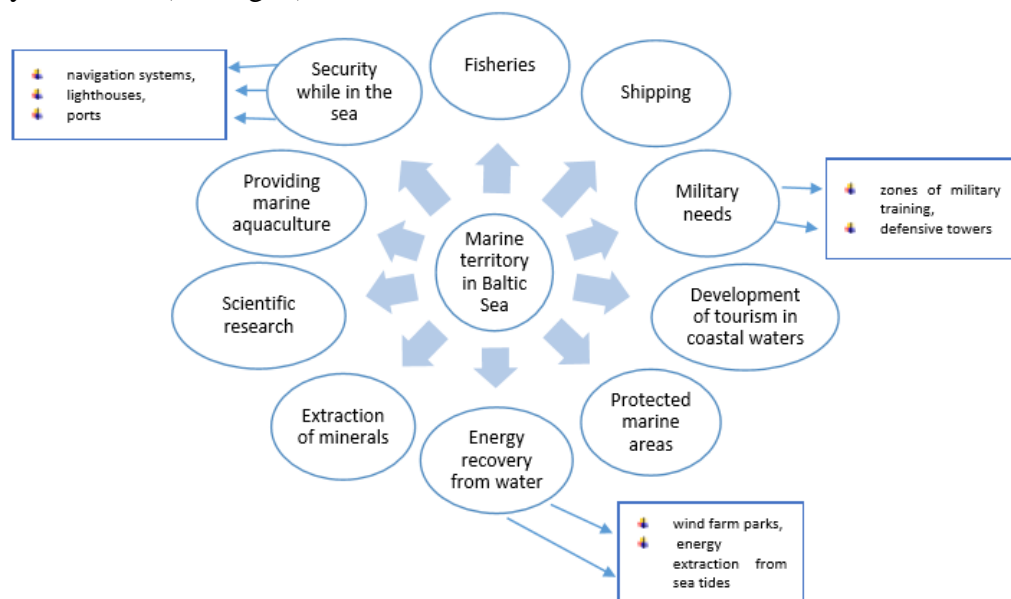 Fisheries
Security
while in the
sea
Shipping
navigation systems,
lighthouses,
ports
Providing
marine
aquaculture
Military
needs
zones of military
training,
defensive towers
Marine
territory
in Baltic
Sea
Scientific
research
Development
of tourism in
coastal waters
Extraction
of minerals
Protected
marine
areas
Energy
recovery
from water
wind farm parks,
energy
extraction from
sea tides